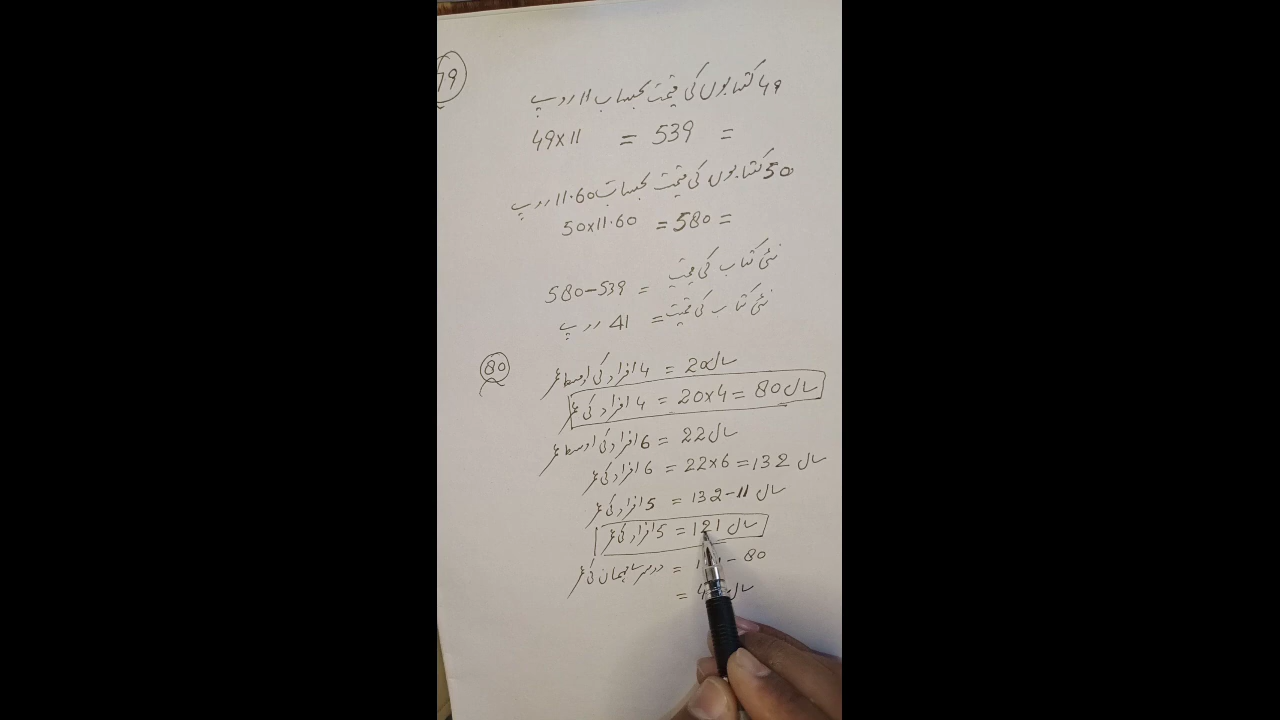 79
49 کتابوں کی قیمت بحساب 11 روپے
49x11 = 539 =
50 کتابوں کی قیمت بحساب 11.60 روپے
50x11.60 = 580 =
نئی کتاب کی قیمت = 580-539
نئی کتاب کی قیمت = 41 روپے
80
4 افراد کی اوسط عمر = 20 سال
4 افراد کی عمر = 20x4 = 80 سال
6 افراد کی اوسط عمر = 22 سال
6 افراد کی عمر = 22x6 = 132 سال
5 افراد کی عمر = 132-11 سال
5 افراد کی عمر = 121 سال
مہمان کی عمر = - 80
= سال